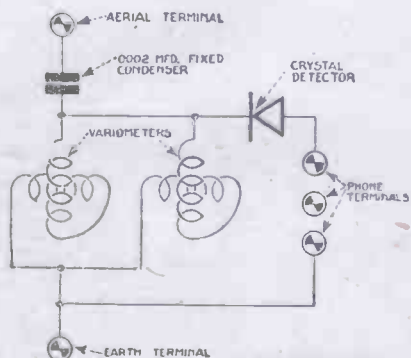 AERIAL TERMINAL
0002 MFD. FIXED
CONDENSER
CRYSTAL
DETECTOR
VARIOMETERS
PHONE
TERMINALS
EARTH TERMINAL